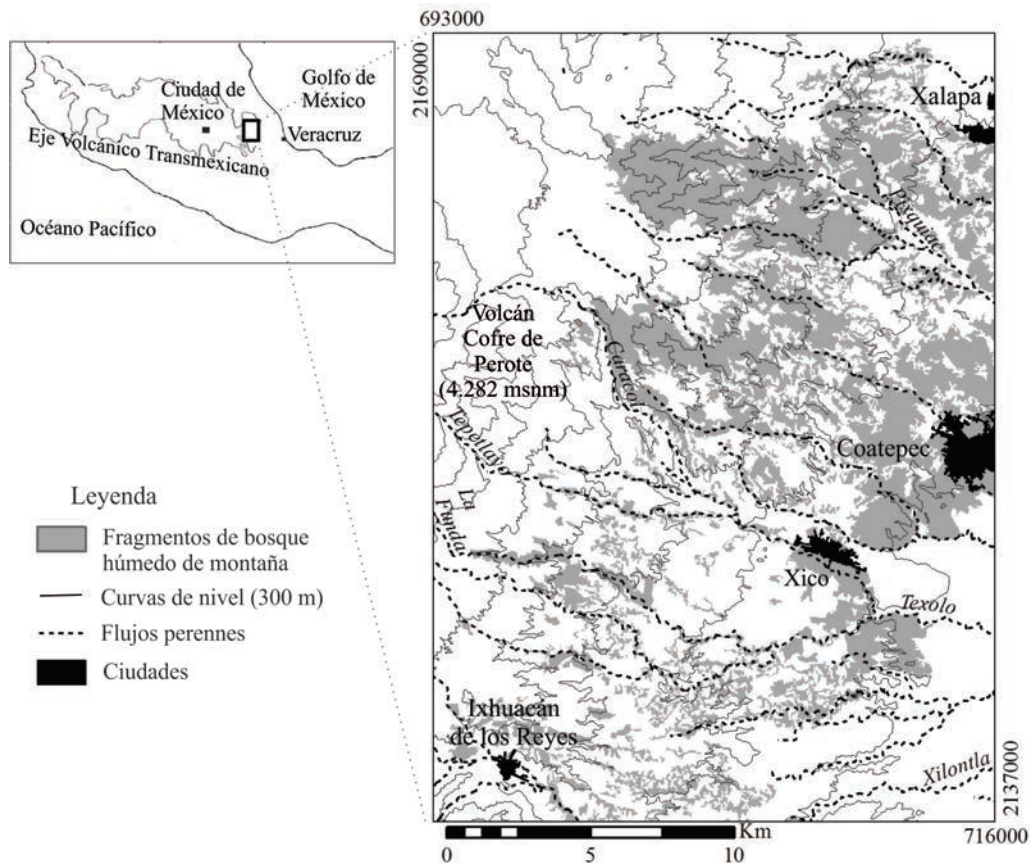 Ciudad de
México
Golfo de
México
Veracruz
Eje Volcánico Transmexicano
Océano Pacífico
Leyenda
Fragmentos de bosque
húmedo de montaña
Curvas de nivel (300 m)
Flujos perennes
Ciudades
693000
2169000
Xalapa
Pixquiac
Volcán
Cofre de
Perote
(4.282 msnm)
Caracol
Tepetlay
Coatepec
La
Funda
Xico
Texolo
Ixhuacán
de los Reyes
Xilontla
2137000
716000
Km
0
5
10